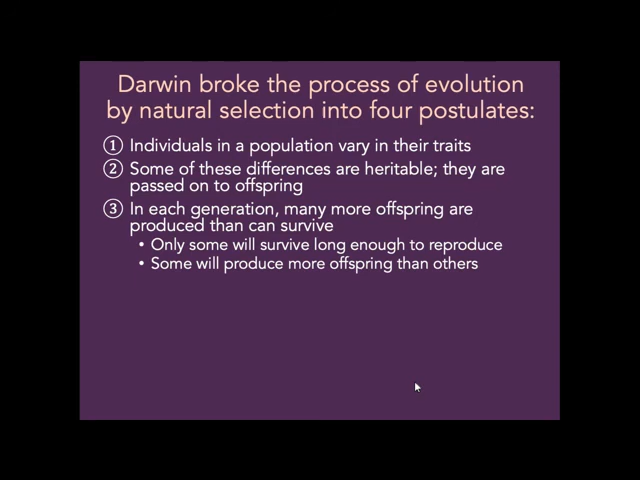 Darwin broke the process of evolution
by natural selection into four postulates:
① Individuals in a population vary in their traits
② Some of these differences are heritable; they are
passed on to offspring
③ In each generation, many more offspring are
produced than can survive
• Only some will survive long enough to reproduce
• Some will produce more offspring than others